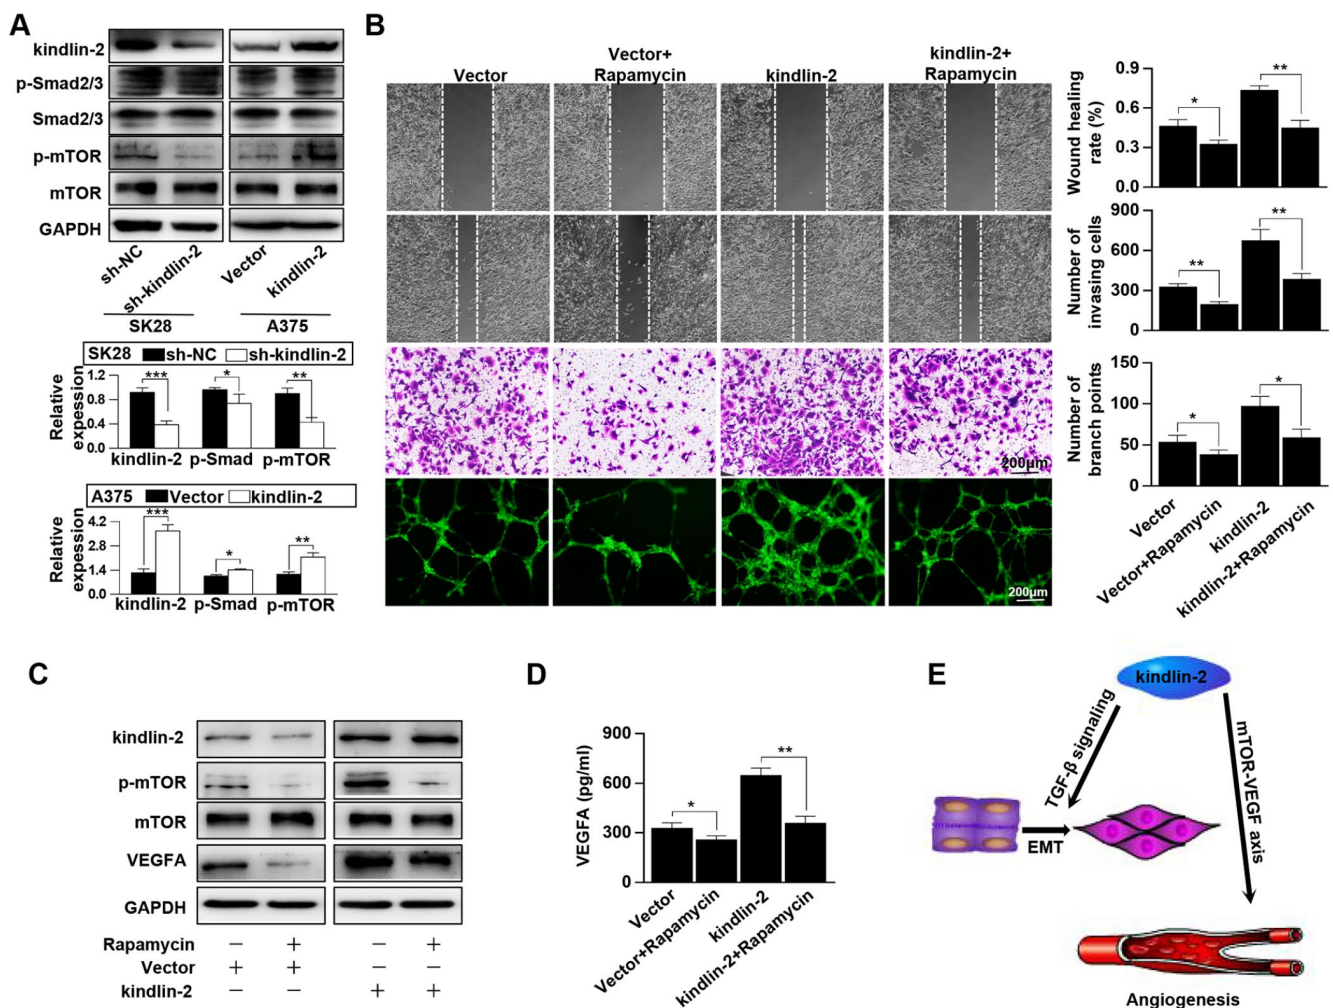 A
kindlin-2
p-Smad2/3
Smad2/3
p-mTOR
mTOR
GAPDH
sh-NC
sh-kindlin-2
Vector
kindlin-2
SK28
A375
SK28 sh-NC sh-kindlin-2
Relative
expression
1.2
0.8
0.4
0.0
***
*
**
kindlin-2 p-Smad p-mTOR
A375 Vector kindlin-2
Relative
expression
4.2
2.8
1.4
0.0
***
*
**
kindlin-2 p-Smad p-mTOR
B
Vector
Vector+
Rapamycin
kindlin-2
kindlin-2+
Rapamycin
200µm
200µm
Wound healing
rate (%)
0.9
0.6
0.3
0.0
*
**
Number of
invasing cells
900
600
300
0
**
**
Number of
branch points
150
100
50
0
*
*
Vector
Vector+Rapamycin
kindlin-2
kindlin-2+Rapamycin
C
kindlin-2
p-mTOR
mTOR
VEGFA
GAPDH
Rapamycin − + − +
Vector + + − −
kindlin-2 − − + +
D
VEGFA (pg/ml)
900
600
300
0
*
**
Vector
Vector+Rapamycin
kindlin-2
kindlin-2+Rapamycin
E
kindlin-2
TGF-β signaling
mTOR-VEGF axis
EMT
Angiogenesis